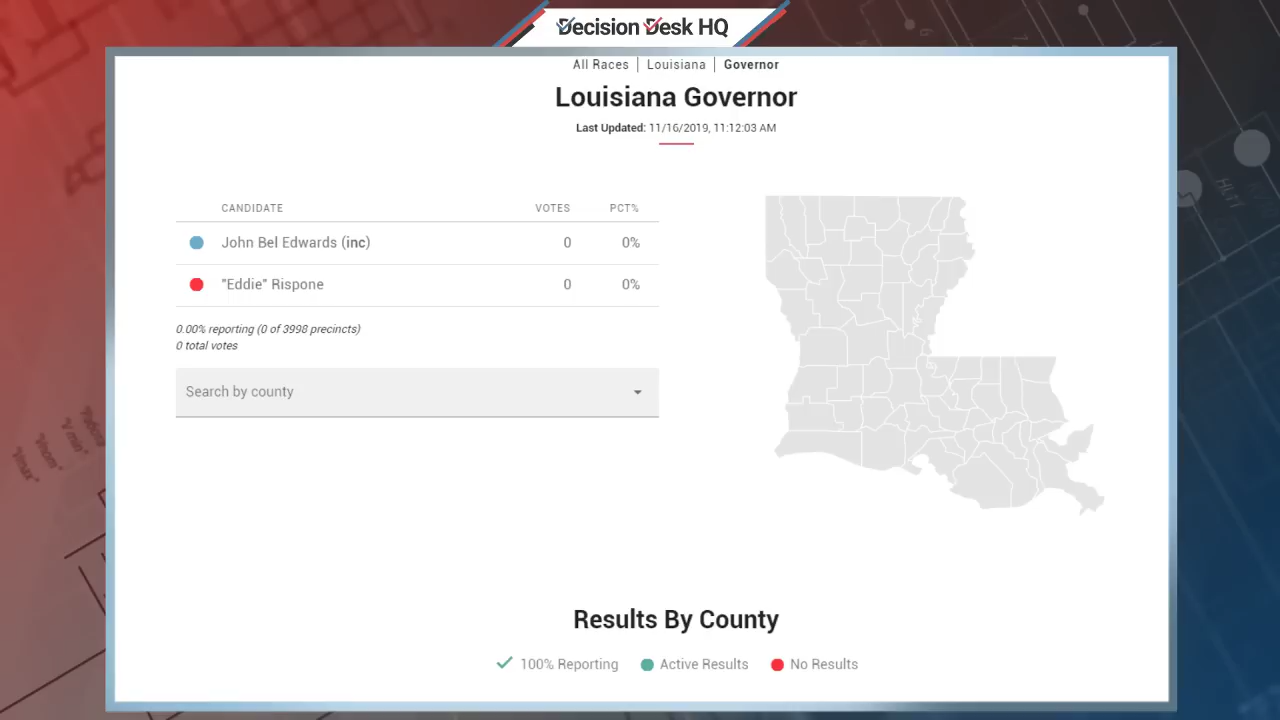 Decision Desk HQ
All Races | Louisiana | Governor
Louisiana Governor
Last Updated: 11/16/2019, 11:12:03 AM
CANDIDATE VOTES PCT%
John Bel Edwards (inc) 0 0%
"Eddie" Rispone 0 0%
0.00% reporting (0 of 3998 precincts)
0 total votes
Search by county
Results By County
100% Reporting Active Results No Results